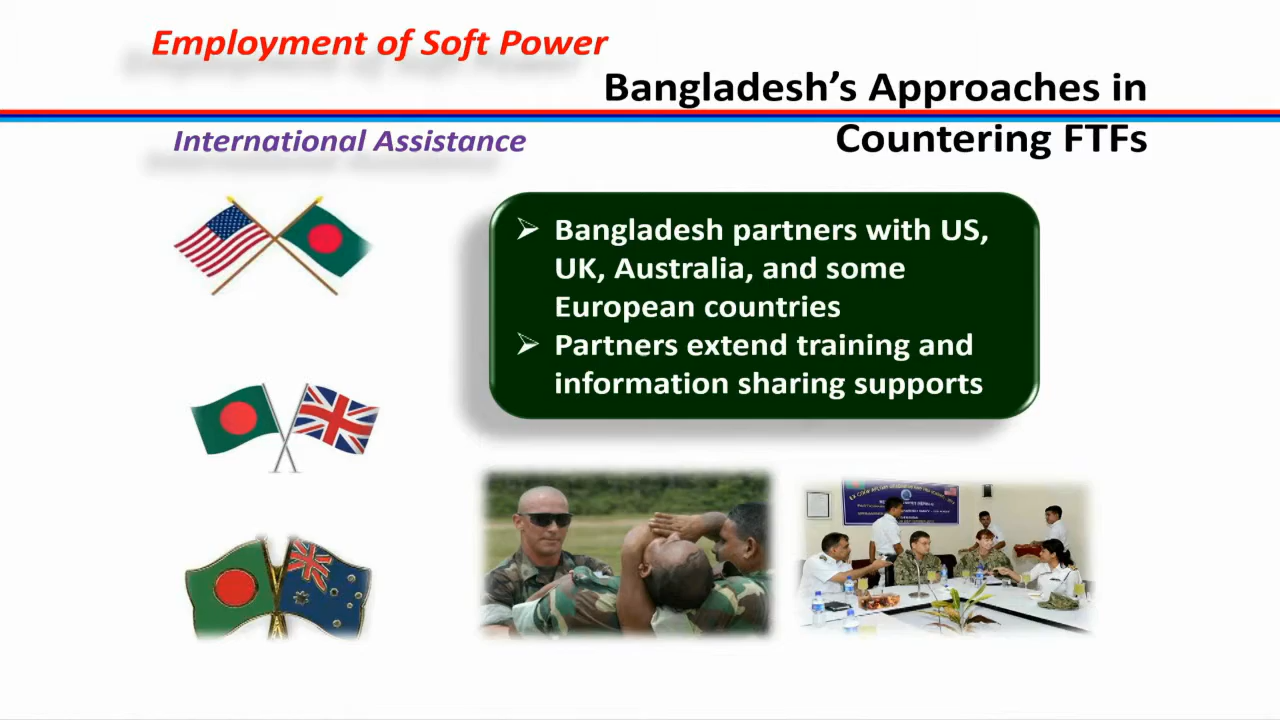 Employment of Soft Power
Bangladesh’s Approaches in
Countering FTFs
International Assistance
➢ Bangladesh partners with US,
UK, Australia, and some
European countries
➢ Partners extend training and
information sharing supports